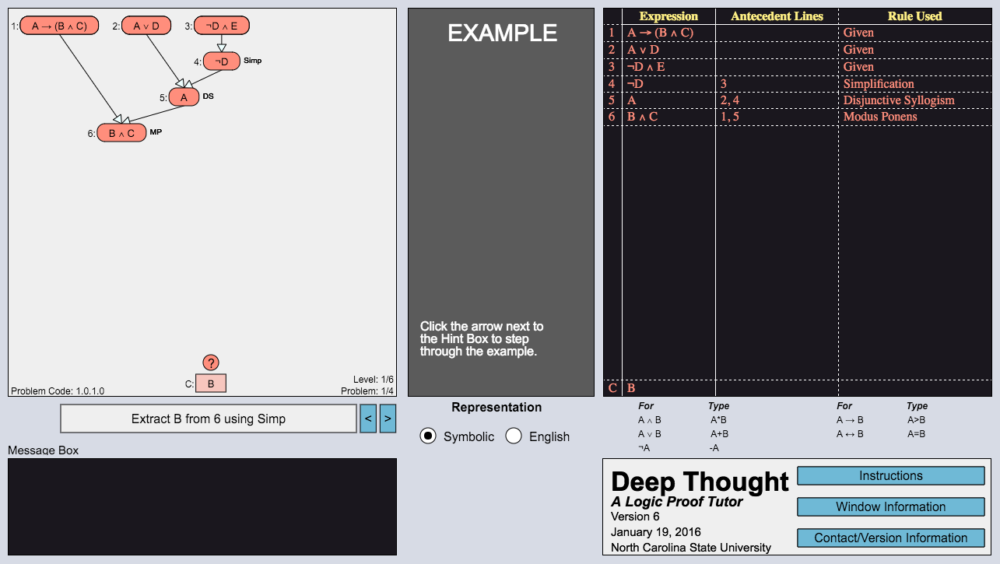 1: A → (B ∧ C) 2: A ∨ D 3: ¬D ∧ E
4: ¬D Simp
5: A DS
6: B ∧ C MP
?
C: B
Problem Code: 1.0.1.0
Level: 1/6
Problem: 1/4
Extract B from 6 using Simp
< >
Message Box
EXAMPLE
Click the arrow next to
the Hint Box to step
through the example.
Representation
Symbolic English
Expression Antecedent Lines Rule Used
1 A → (B ∧ C) Given
2 A ∨ D Given
3 ¬D ∧ E Given
4 ¬D 3 Simplification
5 A 2, 4 Disjunctive Syllogism
6 B ∧ C 1, 5 Modus Ponens
C B
For Type For Type
A ∧ B A*B A → B A>B
A ∨ B A+B A ↔ B A=B
¬A -A
Deep Thought
A Logic Proof Tutor
Version 6
January 19, 2016
North Carolina State University
Instructions
Window Information
Contact/Version Information